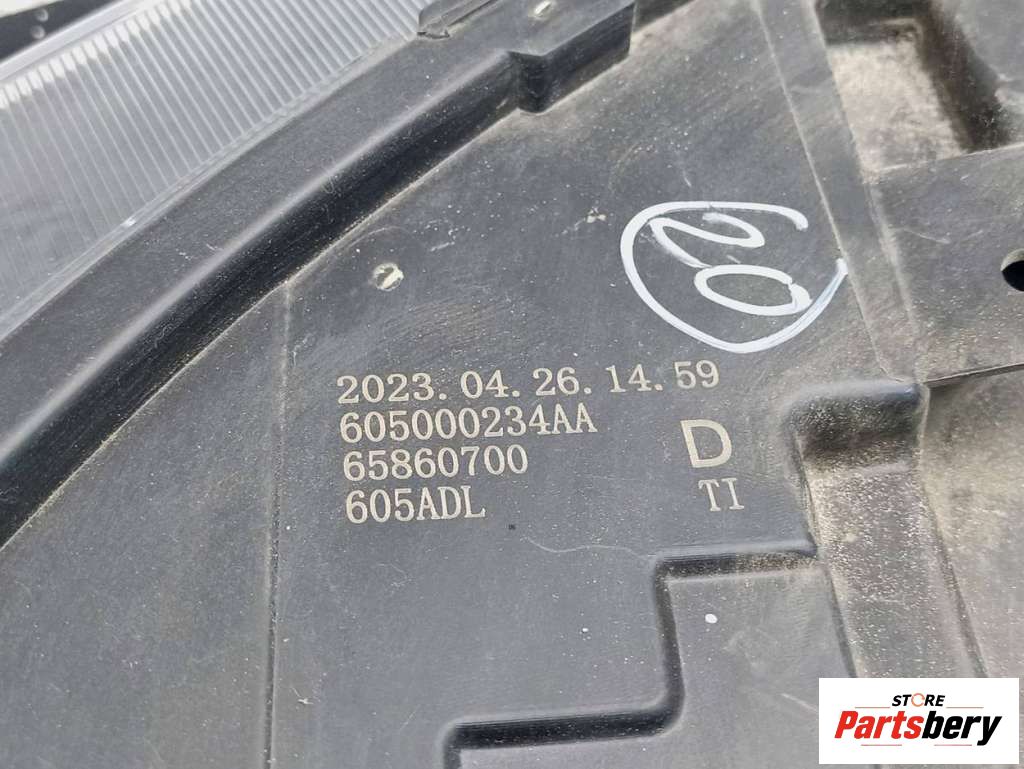 20
2023.04.26.14.59
605000234AA
65860700
605ADL
D
TI
STORE
Partsbery